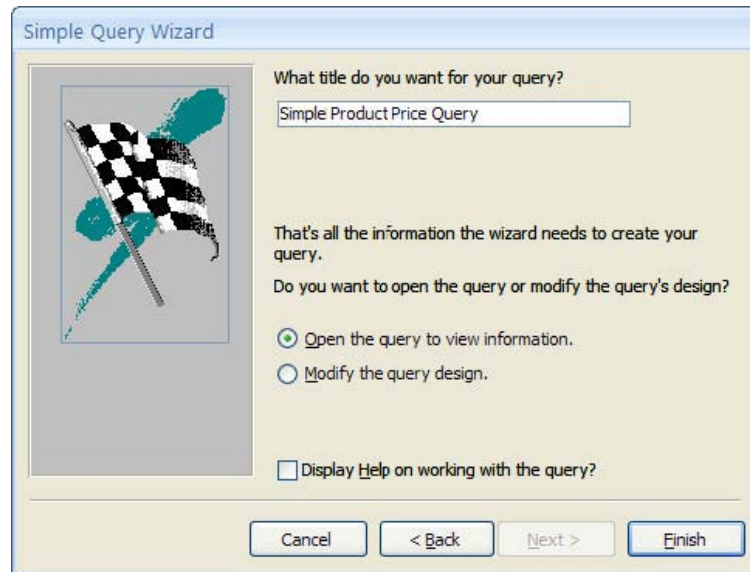 Simple Query Wizard
What title do you want for your query?
Simple Product Price Query
That's all the information the wizard needs to create your
query.
Do you want to open the query or modify the query's design?
Open the query to view information.
Modify the query design.
Display Help on working with the query?
Cancel
< Back
Next >
Finish